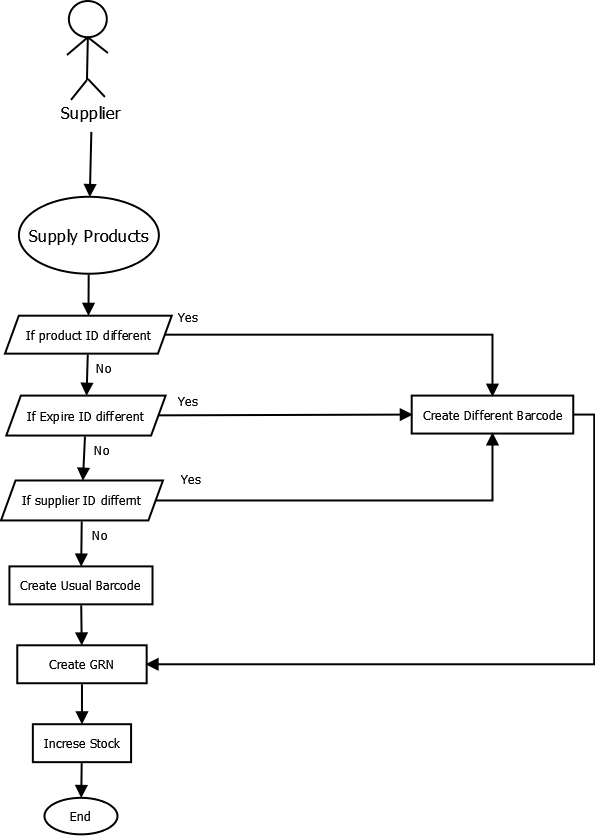 Supplier
Supply Products
Yes
If product ID different
No
Yes
If Expire ID different
Create Different Barcode
No
Yes
If supplier ID differnt
No
Create Usual Barcode
Create GRN
Increse Stock
End